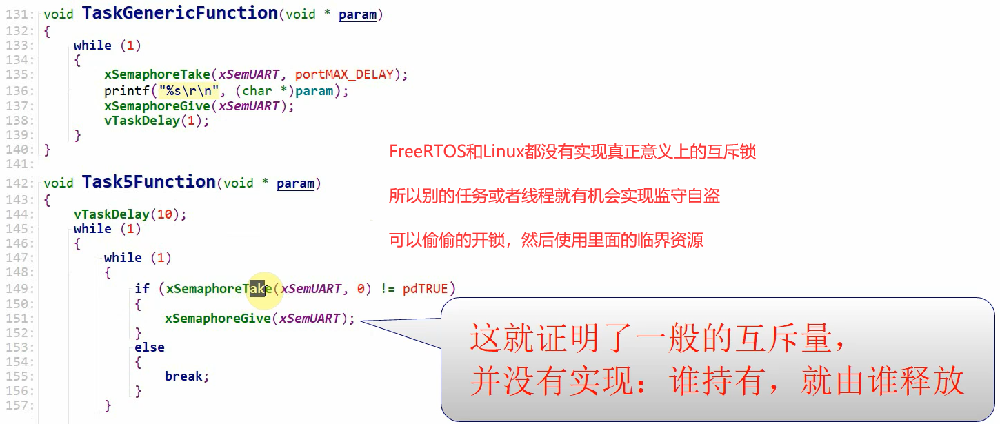 131: void TaskGenericFunction(void * param)
132: {
133: while (1)
134: {
135: xSemaphoreTake(xSemUART, portMAX_DELAY);
136: printf("%s\r\n", (char *)param);
137: xSemaphoreGive(xSemUART);
138: vTaskDelay(1);
139: }
140: }
141:
FreeRTOS和Linux都没有实现真正意义上的互斥锁
所以别的任务或者线程就有机会实现监守自盗
可以偷偷的开锁，然后使用里面的临界资源
142: void Task5Function(void * param)
143: {
144: vTaskDelay(10);
145: while (1)
146: {
147: while (1)
148: {
149: if (xSemaphoreTake(xSemUART, 0) != pdTRUE)
150: {
151: xSemaphoreGive(xSemUART);
152: }
153: else
154: {
155: break;
156: }
157: }
这就证明了一般的互斥量，
并没有实现：谁持有，就由谁释放